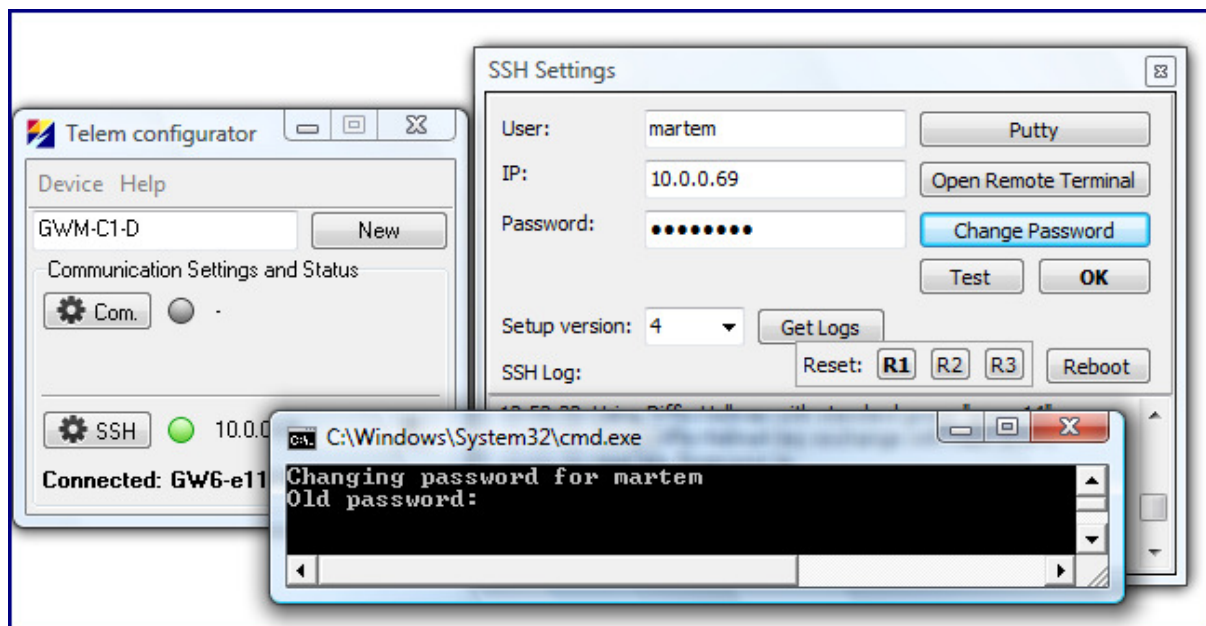 Telem configurator
Device Help
GWM-C1-D
New
Communication Settings and Status
Com.
-
SSH
10.0.0
Connected: GW6-e11
SSH Settings
User:
martem
Putty
IP:
10.0.0.69
Open Remote Terminal
Password:
••••••••
Change Password
Test
OK
Setup version:
4
Get Logs
Reset: R1 R2 R3
Reboot
SSH Log:
C:\Windows\System32\cmd.exe
Changing password for martem
Old password: